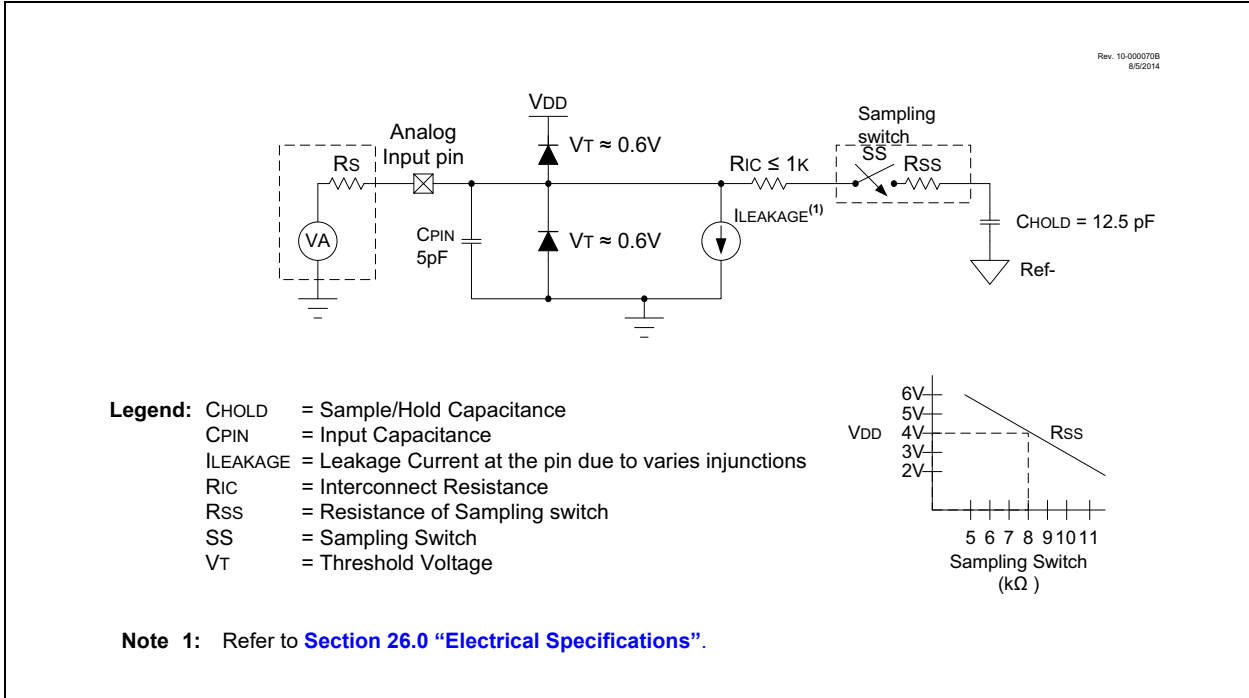 Rev. 10-000070B
8/5/2014
VDD
Analog
Input pin
RS
VA
CPIN
5pF
VT ≈ 0.6V
VT ≈ 0.6V
ILEAKAGE(1)
RIC ≤ 1K
Sampling
switch
SS
RSS
CHOLD = 12.5 pF
Ref-
Legend: CHOLD = Sample/Hold Capacitance
CPIN = Input Capacitance
ILEAKAGE = Leakage Current at the pin due to varies injunctions
RIC = Interconnect Resistance
RSS = Resistance of Sampling switch
SS = Sampling Switch
VT = Threshold Voltage
VDD
6V
5V
4V
3V
2V
RSS
5 6 7 8 9 10 11
Sampling Switch
(kΩ )
Note 1: Refer to Section 26.0 “Electrical Specifications”.